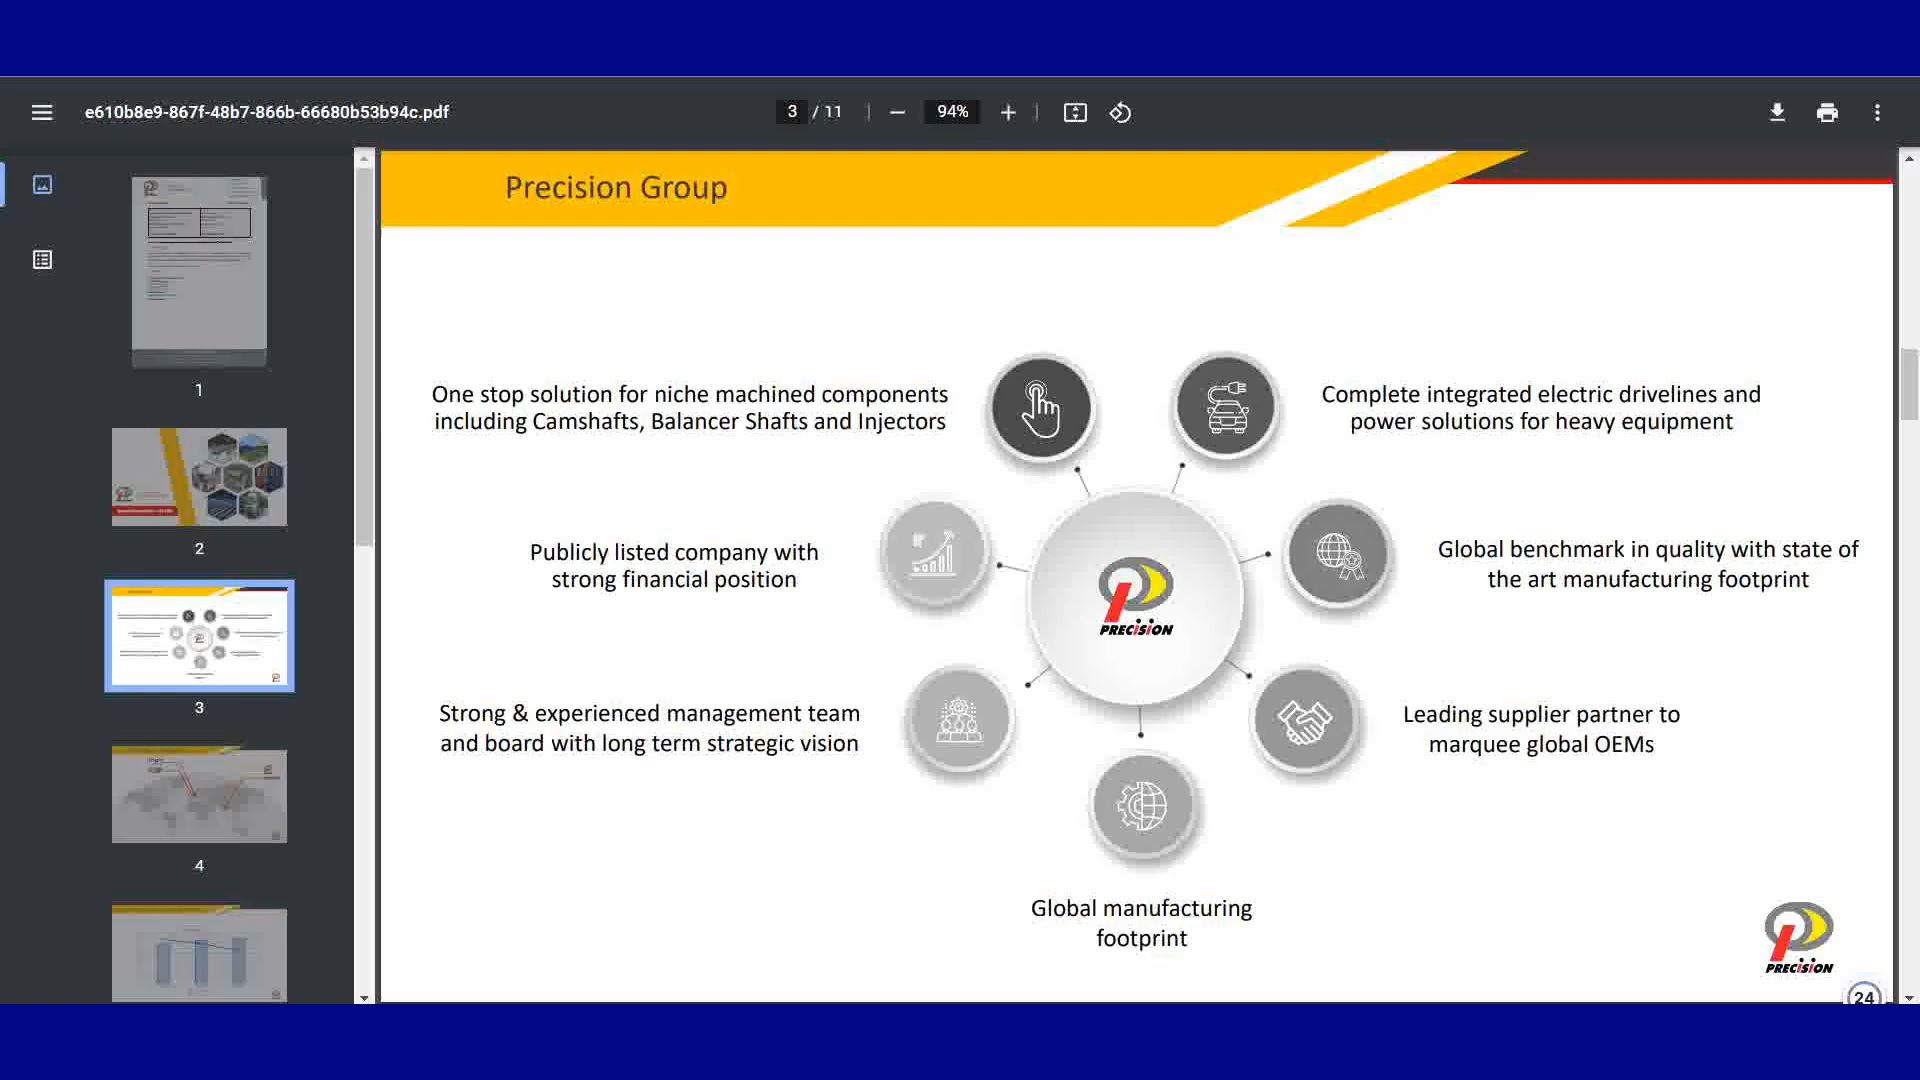 e610b8e9-867f-48b7-866b-66680b53b94c.pdf
3 / 11
94%
1
2
3
4
Precision Group
One stop solution for niche machined components
including Camshafts, Balancer Shafts and Injectors
Complete integrated electric drivelines and
power solutions for heavy equipment
Publicly listed company with
strong financial position
Global benchmark in quality with state of
the art manufacturing footprint
PRECISION
Strong & experienced management team
and board with long term strategic vision
Leading supplier partner to
marquee global OEMs
Global manufacturing
footprint
PRECISION
24